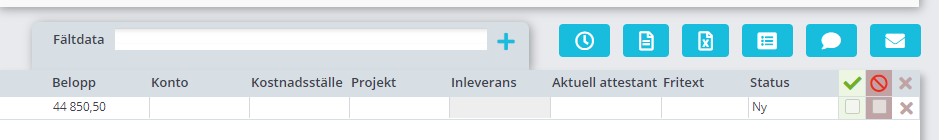 Fältdata
Belopp Konto Kostnadsställe Projekt Inleverans Aktuell attestant Fritext Status
44 850,50 Ny